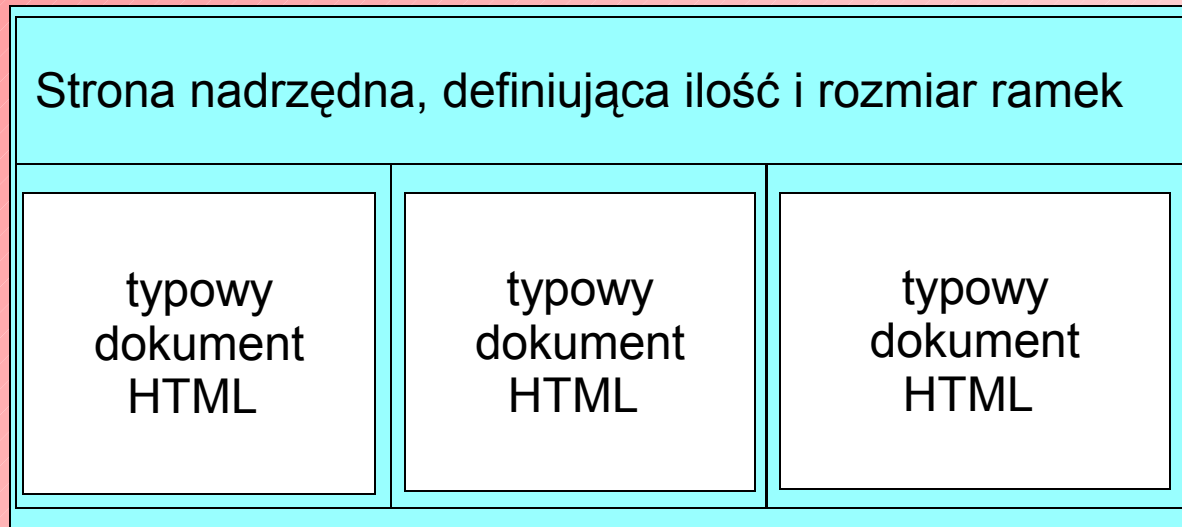 Strona nadrzędna, definiująca ilość i rozmiar ramek
typowy
dokument
HTML
typowy
dokument
HTML
typowy
dokument
HTML